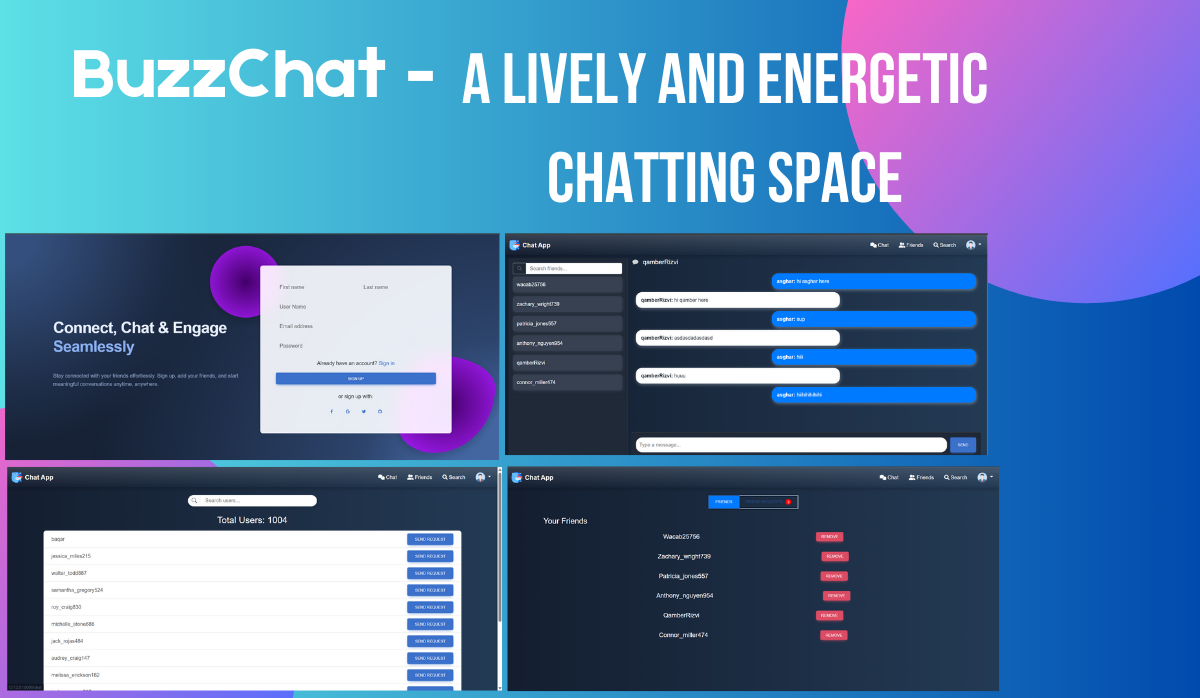 BuzzChat - A LIVELY AND ENERGETIC
CHATTING SPACE
Connect, Chat & Engage
Seamlessly
Stay connected with your friends effortlessly. Sign up, add your friends, and start
meaningful conversations anytime, anywhere.
First name Last name
User Name
Email address
Password
Already have an account? Sign in
SIGN UP
or sign up with:
Chat App Chat Friends Search
Search friends...
wacab25756
zachary_wright739
patricia_jones557
anthony_nguyen954
qamberRizvi
connor_miller474
qamberRizvi
asghar: hi asghar here
qamberRizvi: hi qamber here
asghar: sup
qamberRizvi: asdasdadasdasd
asghar: hiii
qamberRizvi: huuu
asghar: hiihihihihihi
Type a message... SEND
Chat App Chat Friends Search
Search users...
Total Users: 1004
baqar SEND REQUEST
jessica_miles215 SEND REQUEST
walter_todd687 SEND REQUEST
samantha_gregory524 SEND REQUEST
roy_craig830 SEND REQUEST
michelle_stone686 SEND REQUEST
jack_rojas484 SEND REQUEST
audrey_craig147 SEND REQUEST
melissa_erickson162 SEND REQUEST
Chat App Chat Friends Search
FRIENDS
Your Friends
Wacab25756 REMOVE
Zachary_wright739 REMOVE
Patricia_jones557 REMOVE
Anthony_nguyen954 REMOVE
QamberRizvi REMOVE
Connor_miller474 REMOVE